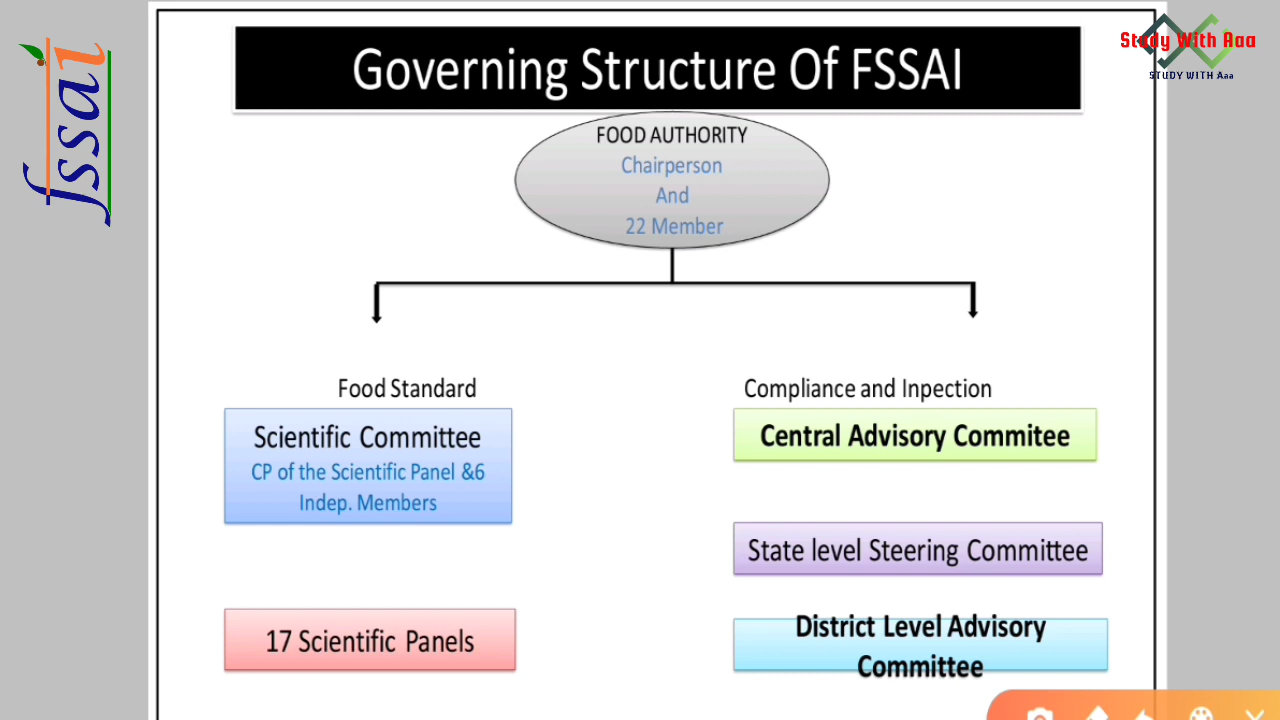 Governing Structure Of FSSAI
Study With Aaa
STUDY WITH Aaa
fssai
FOOD AUTHORITY
Chairperson
And
22 Member
Food Standard
Scientific Committee
CP of the Scientific Panel &6
Indep. Members
17 Scientific Panels
Compliance and Inpection
Central Advisory Commitee
State level Steering Committee
District Level Advisory
Committee